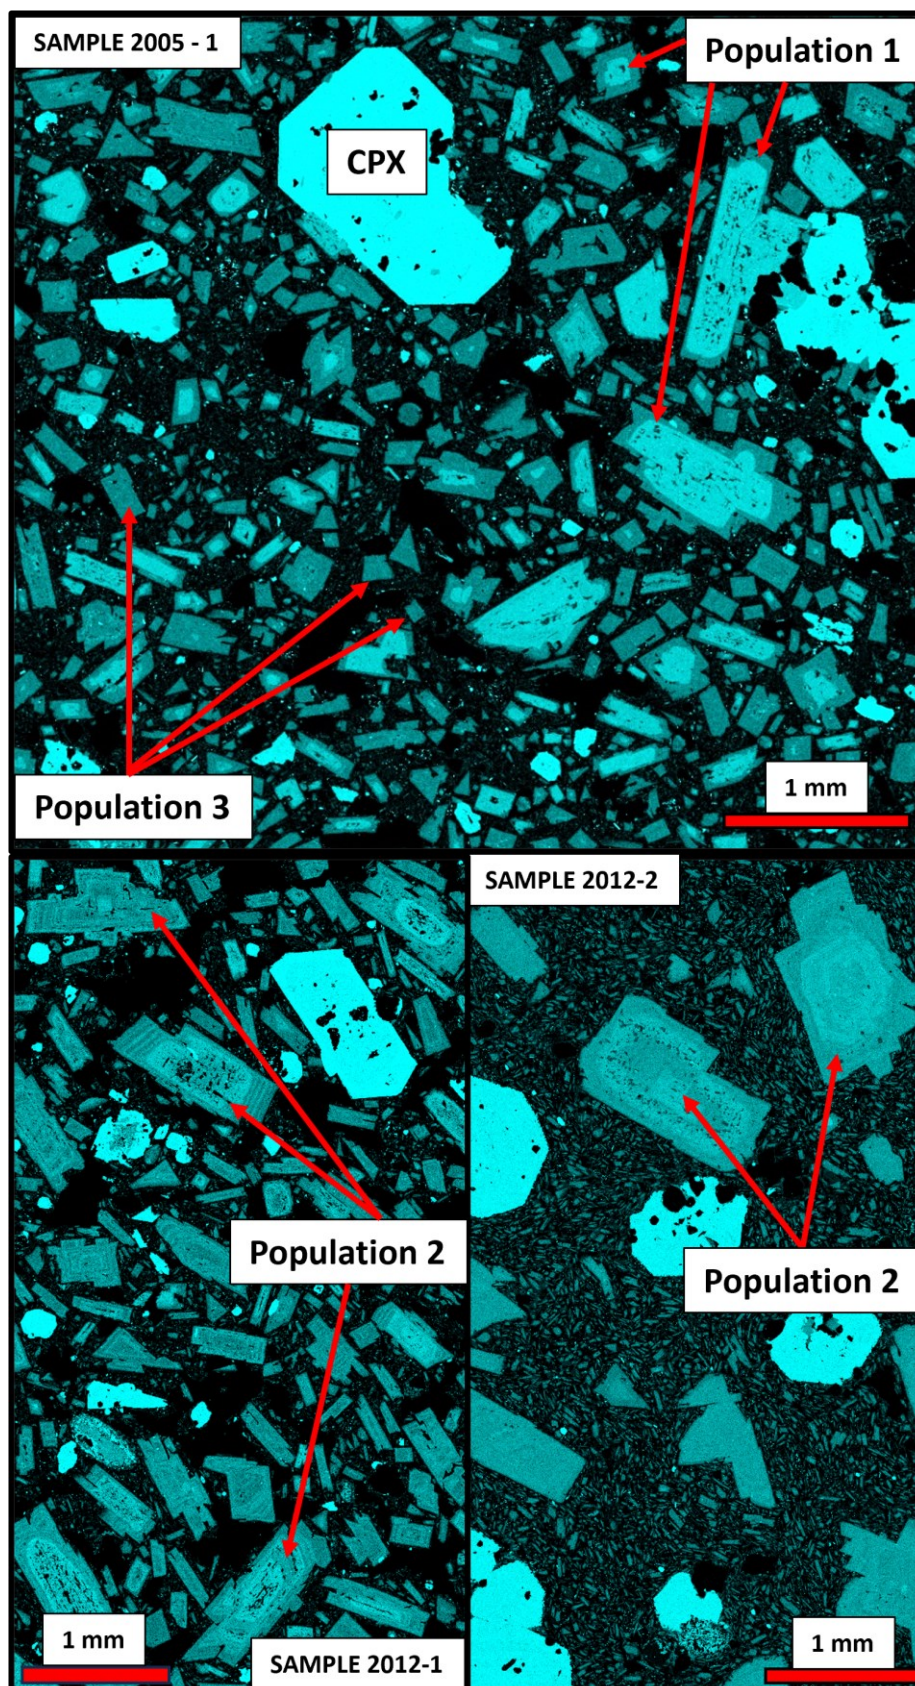 SAMPLE 2005 - 1
Population 1
CPX
Population 3
1 mm
SAMPLE 2012-2
Population 2
Population 2
1 mm
SAMPLE 2012-1
1 mm